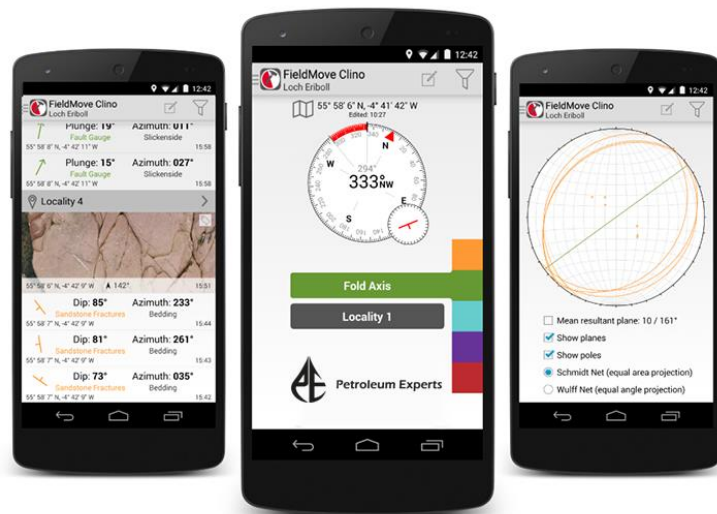 12:42
FieldMove Clino
Loch Eriboll
Plunge: 19° Azimuth: 011°
Fault Gauge Slickenside
55° 58' 8" N, -4° 42' 11" W 15:58
Plunge: 15° Azimuth: 027°
Fault Gauge Slickenside
55° 58' 8" N, -4° 42' 11" W 15:58
Locality 4
55° 58' 6" N, -4° 42' 9" W 142° 15:51
Dip: 85° Azimuth: 233°
Sandstone Fractures Bedding
55° 58' 7" N, -4° 42' 9" W 15:44
Dip: 81° Azimuth: 261°
Sandstone Fractures Bedding
55° 58' 7" N, -4° 42' 9" W 15:43
Dip: 73° Azimuth: 035°
Sandstone Fractures Bedding
55° 58' 7" N, -4° 42' 9" W 15:42
12:42
FieldMove Clino
Loch Eriboll
55° 58' 6" N, -4° 41' 42" W
Edited: 10:27
N
W
294°
333°NW
E
S
Fold Axis
Locality 1
Petroleum Experts
12:42
FieldMove Clino
Loch Eriboll
Mean resultant plane: 10 / 161°
Show planes
Show poles
Schmidt Net (equal area projection)
Wulff Net (equal angle projection)